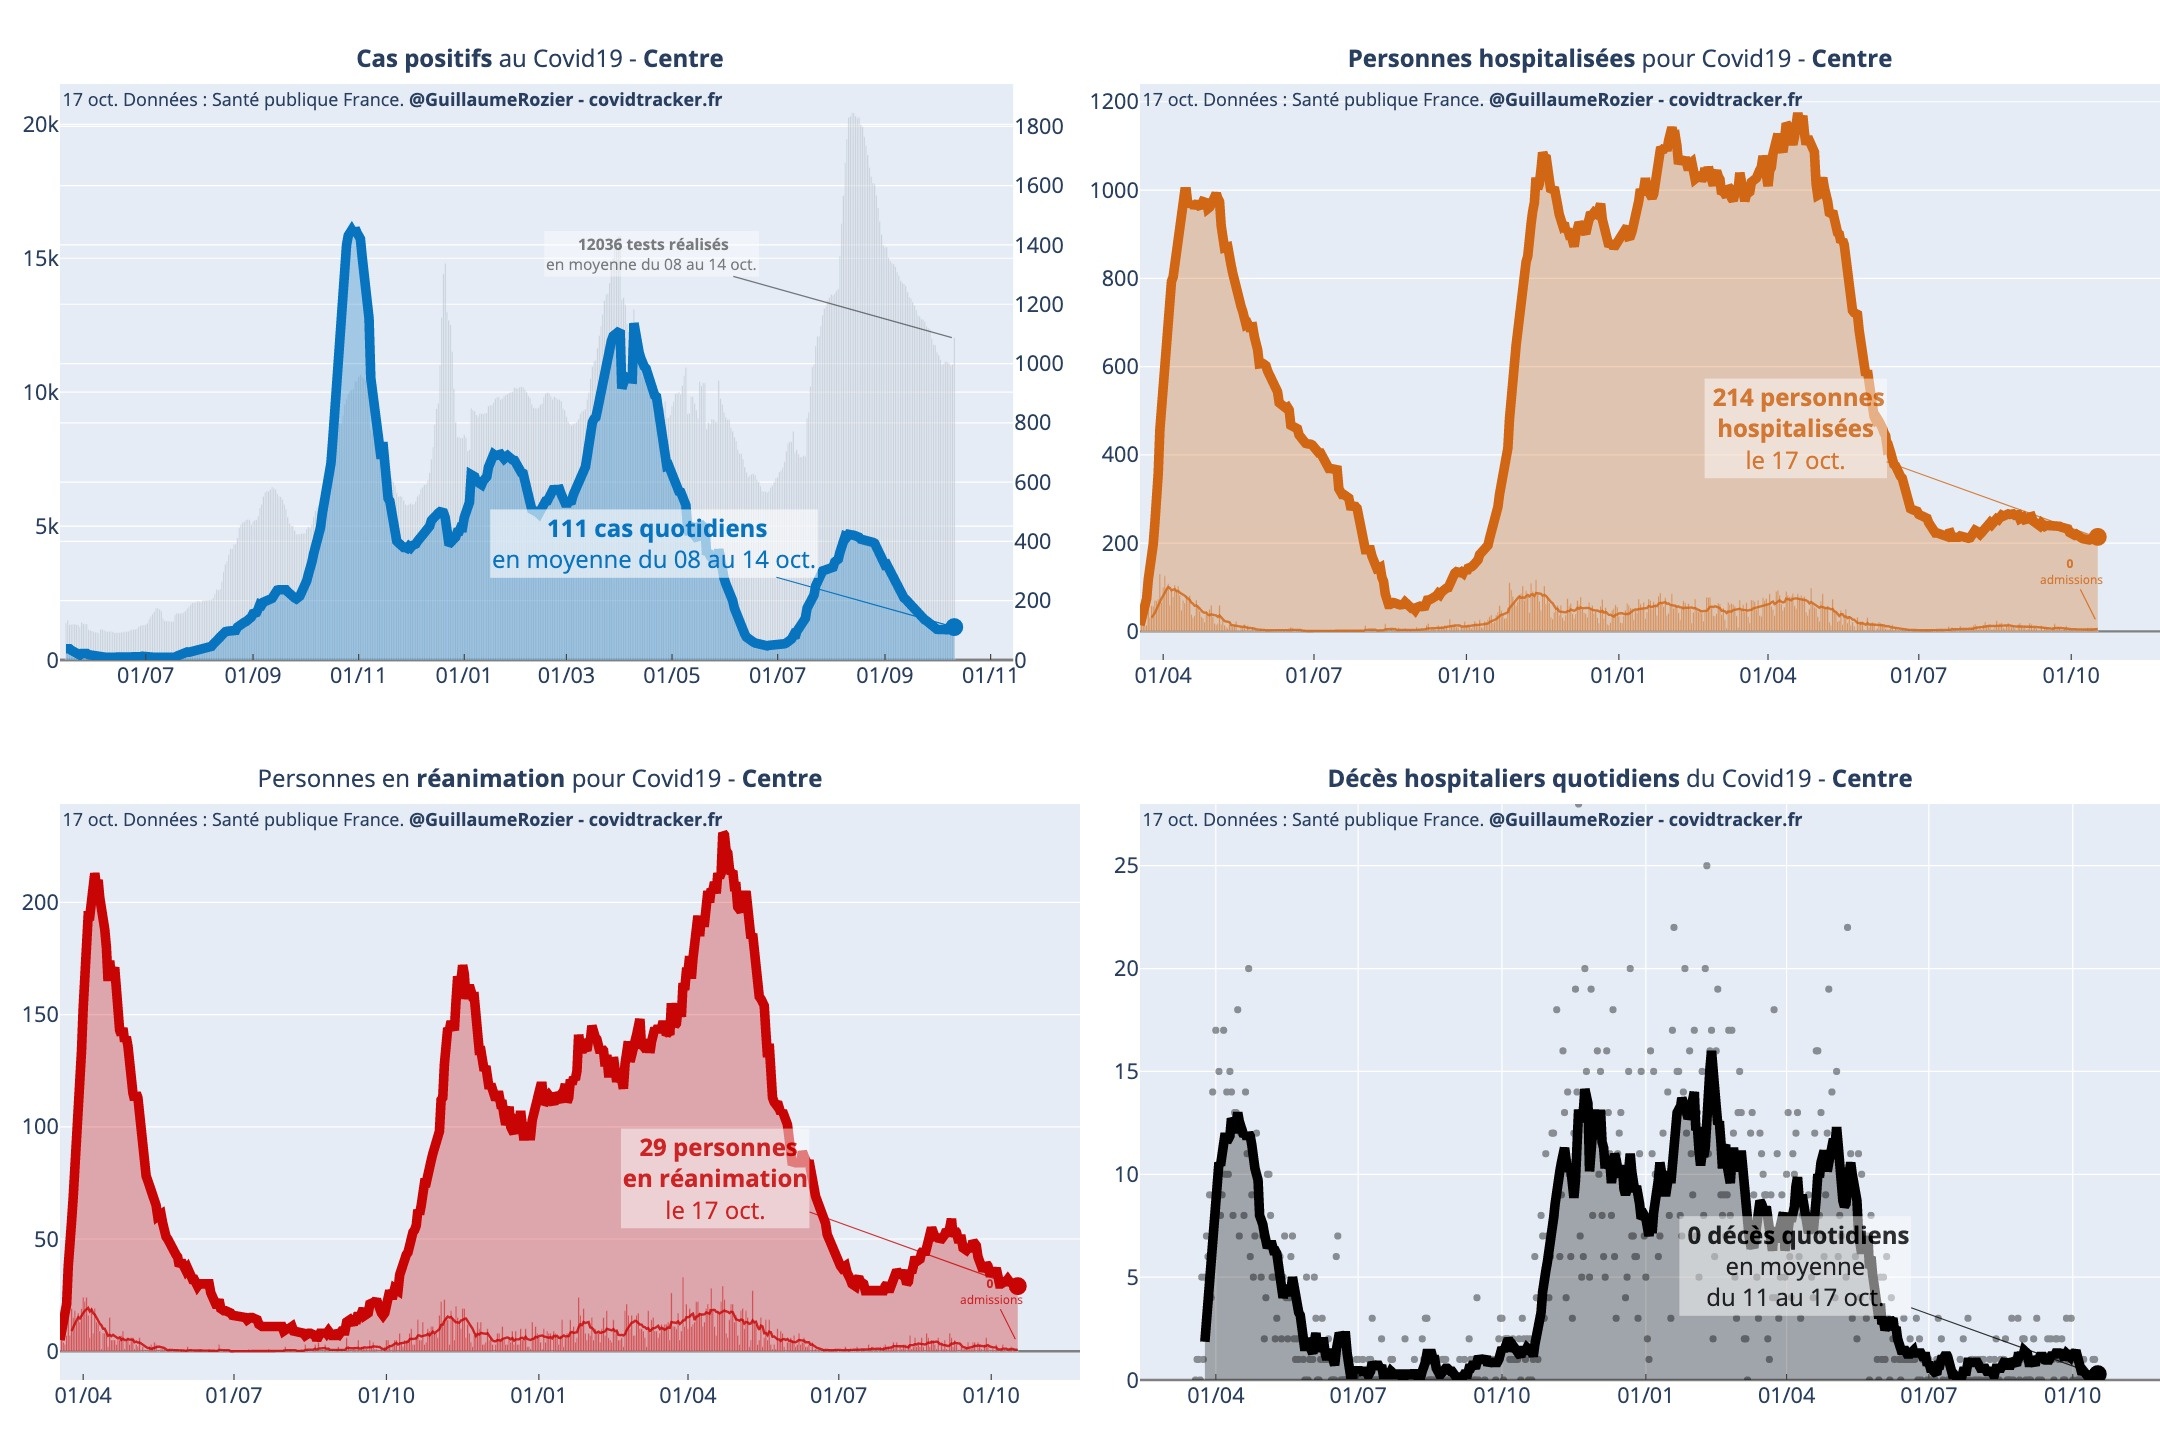 Cas positifs au Covid19 - Centre
17 oct. Données : Santé publique France. @GuillaumeRozier - covidtracker.fr
20k
15k
10k
5k
0
1800
1600
1400
1200
1000
800
600
400
200
0
12036 tests réalisés
en moyenne du 08 au 14 oct.
111 cas quotidiens
en moyenne du 08 au 14 oct.
01/07 01/09 01/11 01/01 01/03 01/05 01/07 01/09 01/11
Personnes hospitalisées pour Covid19 - Centre
17 oct. Données : Santé publique France. @GuillaumeRozier - covidtracker.fr
1200
1000
800
600
400
200
0
214 personnes
hospitalisées
le 17 oct.
0
admissions
01/04 01/07 01/10 01/01 01/04 01/07 01/10
Personnes en réanimation pour Covid19 - Centre
17 oct. Données : Santé publique France. @GuillaumeRozier - covidtracker.fr
200
150
100
50
0
29 personnes
en réanimation
le 17 oct.
0
admissions
01/04 01/07 01/10 01/01 01/04 01/07 01/10
Décès hospitaliers quotidiens du Covid19 - Centre
17 oct. Données : Santé publique France. @GuillaumeRozier - covidtracker.fr
25
20
15
10
5
0
0 décès quotidiens
en moyenne
du 11 au 17 oct.
01/04 01/07 01/10 01/01 01/04 01/07 01/10